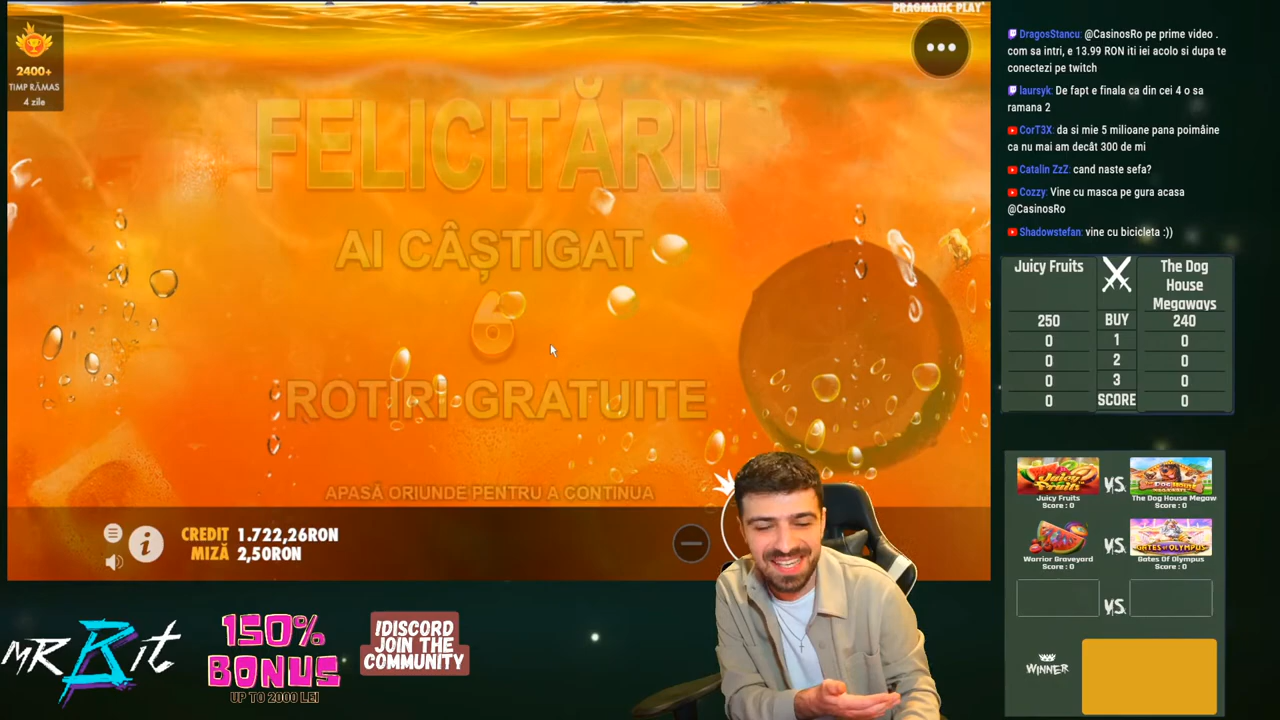 PRAGMATIC PLAY
2400+
TIMP RĂMAS
4 zile
FELICITĂRI!
AI CÂȘTIGAT
6
ROTIRI GRATUITE
APASĂ ORIUNDE PENTRU A CONTINUA
CREDIT 1.722,26RON
MIZĂ 2,50RON
MR Bit
150%
BONUS
UP TO 2000 LEI
!DISCORD
JOIN THE
COMMUNITY
DragosStancu: @CasinosRo pe prime video .
com sa intri, e 13.99 RON iti iei acolo si dupa te
conectezi pe twitch
laursyk: De fapt e finala ca din cei 4 o sa
ramana 2
CorT3X: da si mie 5 milioane pana poimâine
ca nu mai am decât 300 de mi
Catalin ZzZ: cand naste sefa?
Cozzy: Vine cu masca pe gura acasa
@CasinosRo
Shadowstefan: vine cu bicicleta :))
Juicy Fruits
The Dog
House
Megaways
250 BUY 240
0 1 0
0 2 0
0 3 0
0 SCORE 0
Juicy Fruits
Score : 0
VS.
The Dog House Megaw
Score : 0
Warrior Graveyard
Score : 0
VS.
GATES OF OLYMPUS
Gates Of Olympus
Score : 0
VS.
WINNER